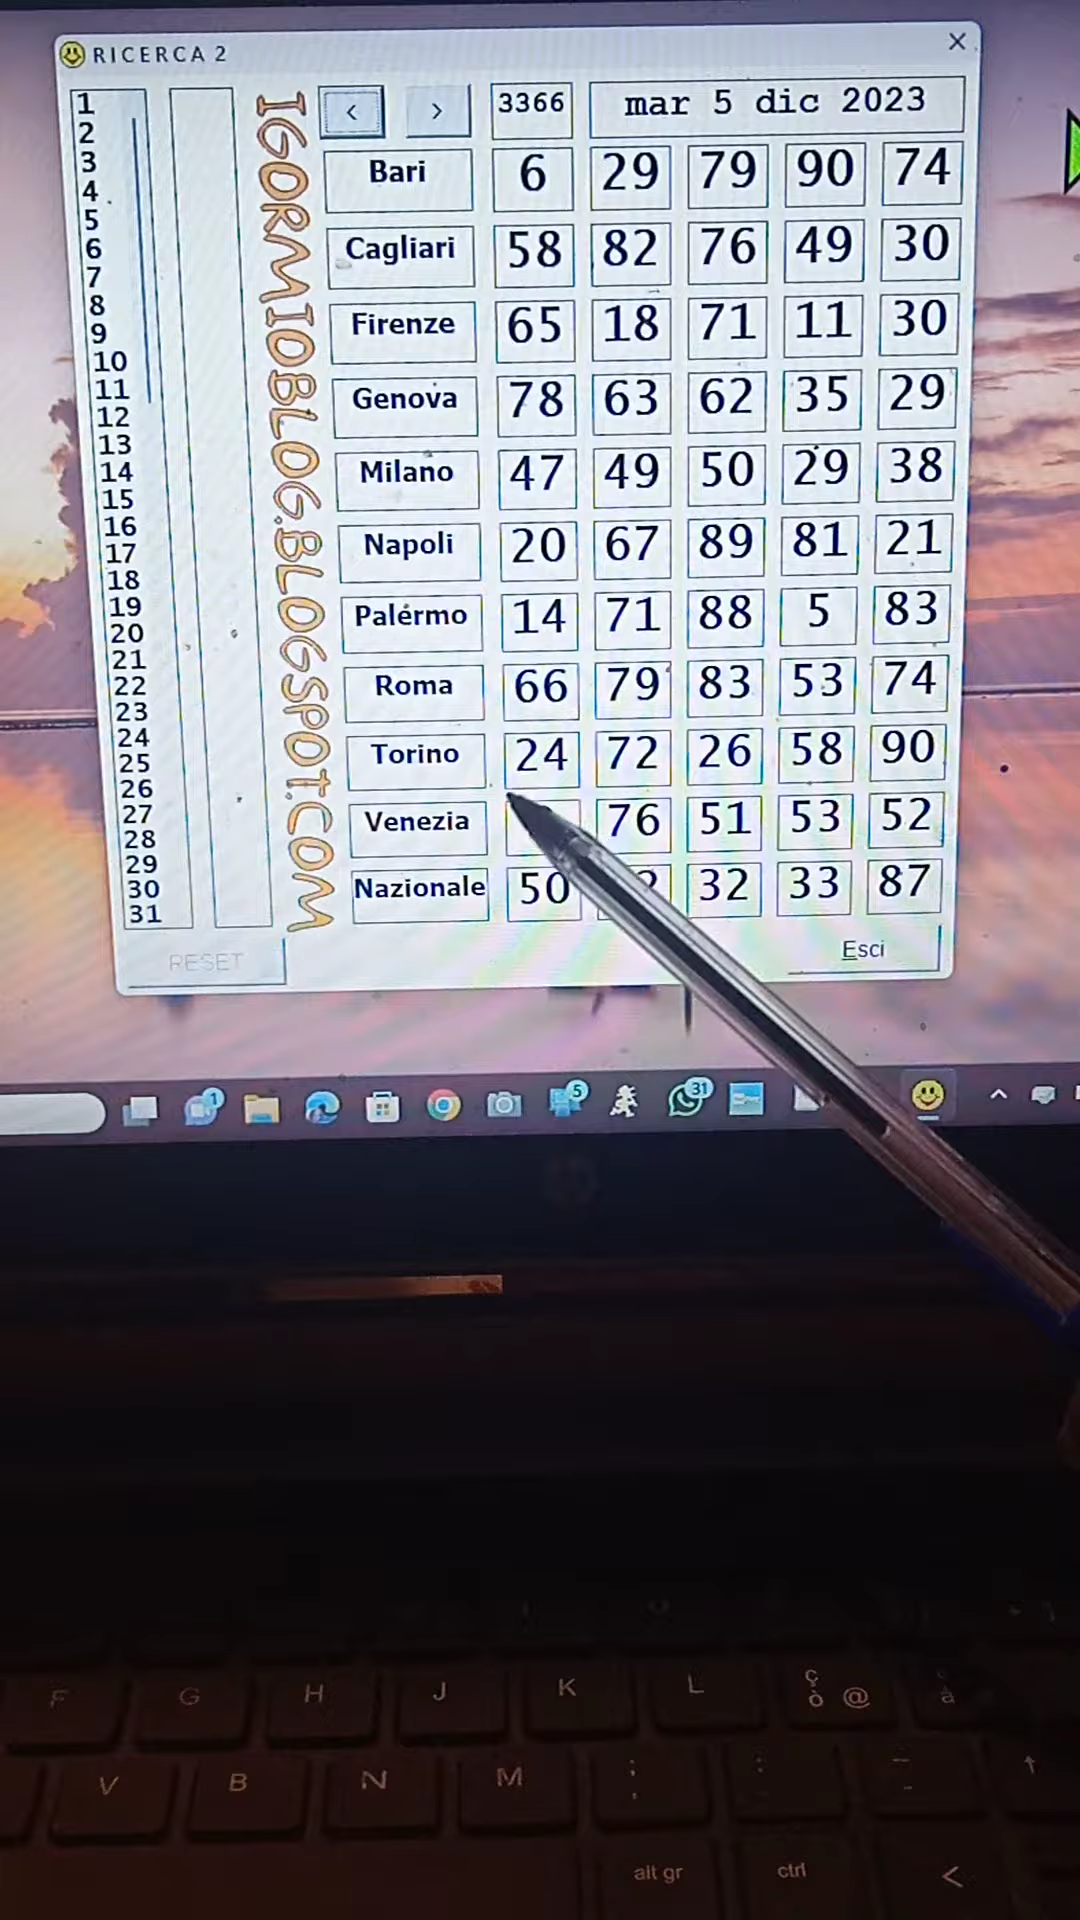 RICERCA 2
1
2
3
4
5
6
7
8
9
10
11
12
13
14
15
16
17
18
19
20
21
22
23
24
25
26
27
28
29
30
31
IGORMIOBLOG.BLOGSPOT.COM
< > 3366 mar 5 dic 2023
Bari 6 29 79 90 74
Cagliari 58 82 76 49 30
Firenze 65 18 71 11 30
Genova 78 63 62 35 29
Milano 47 49 50 29 38
Napoli 20 67 89 81 21
Palermo 14 71 88 5 83
Roma 66 79 83 53 74
Torino 24 72 26 58 90
Venezia 76 51 53 52
Nazionale 50 32 33 87
RESET Esci
1 5 31
F G H J K L ç ò @ à
V B N M ; , : . _ -
alt gr ctrl <